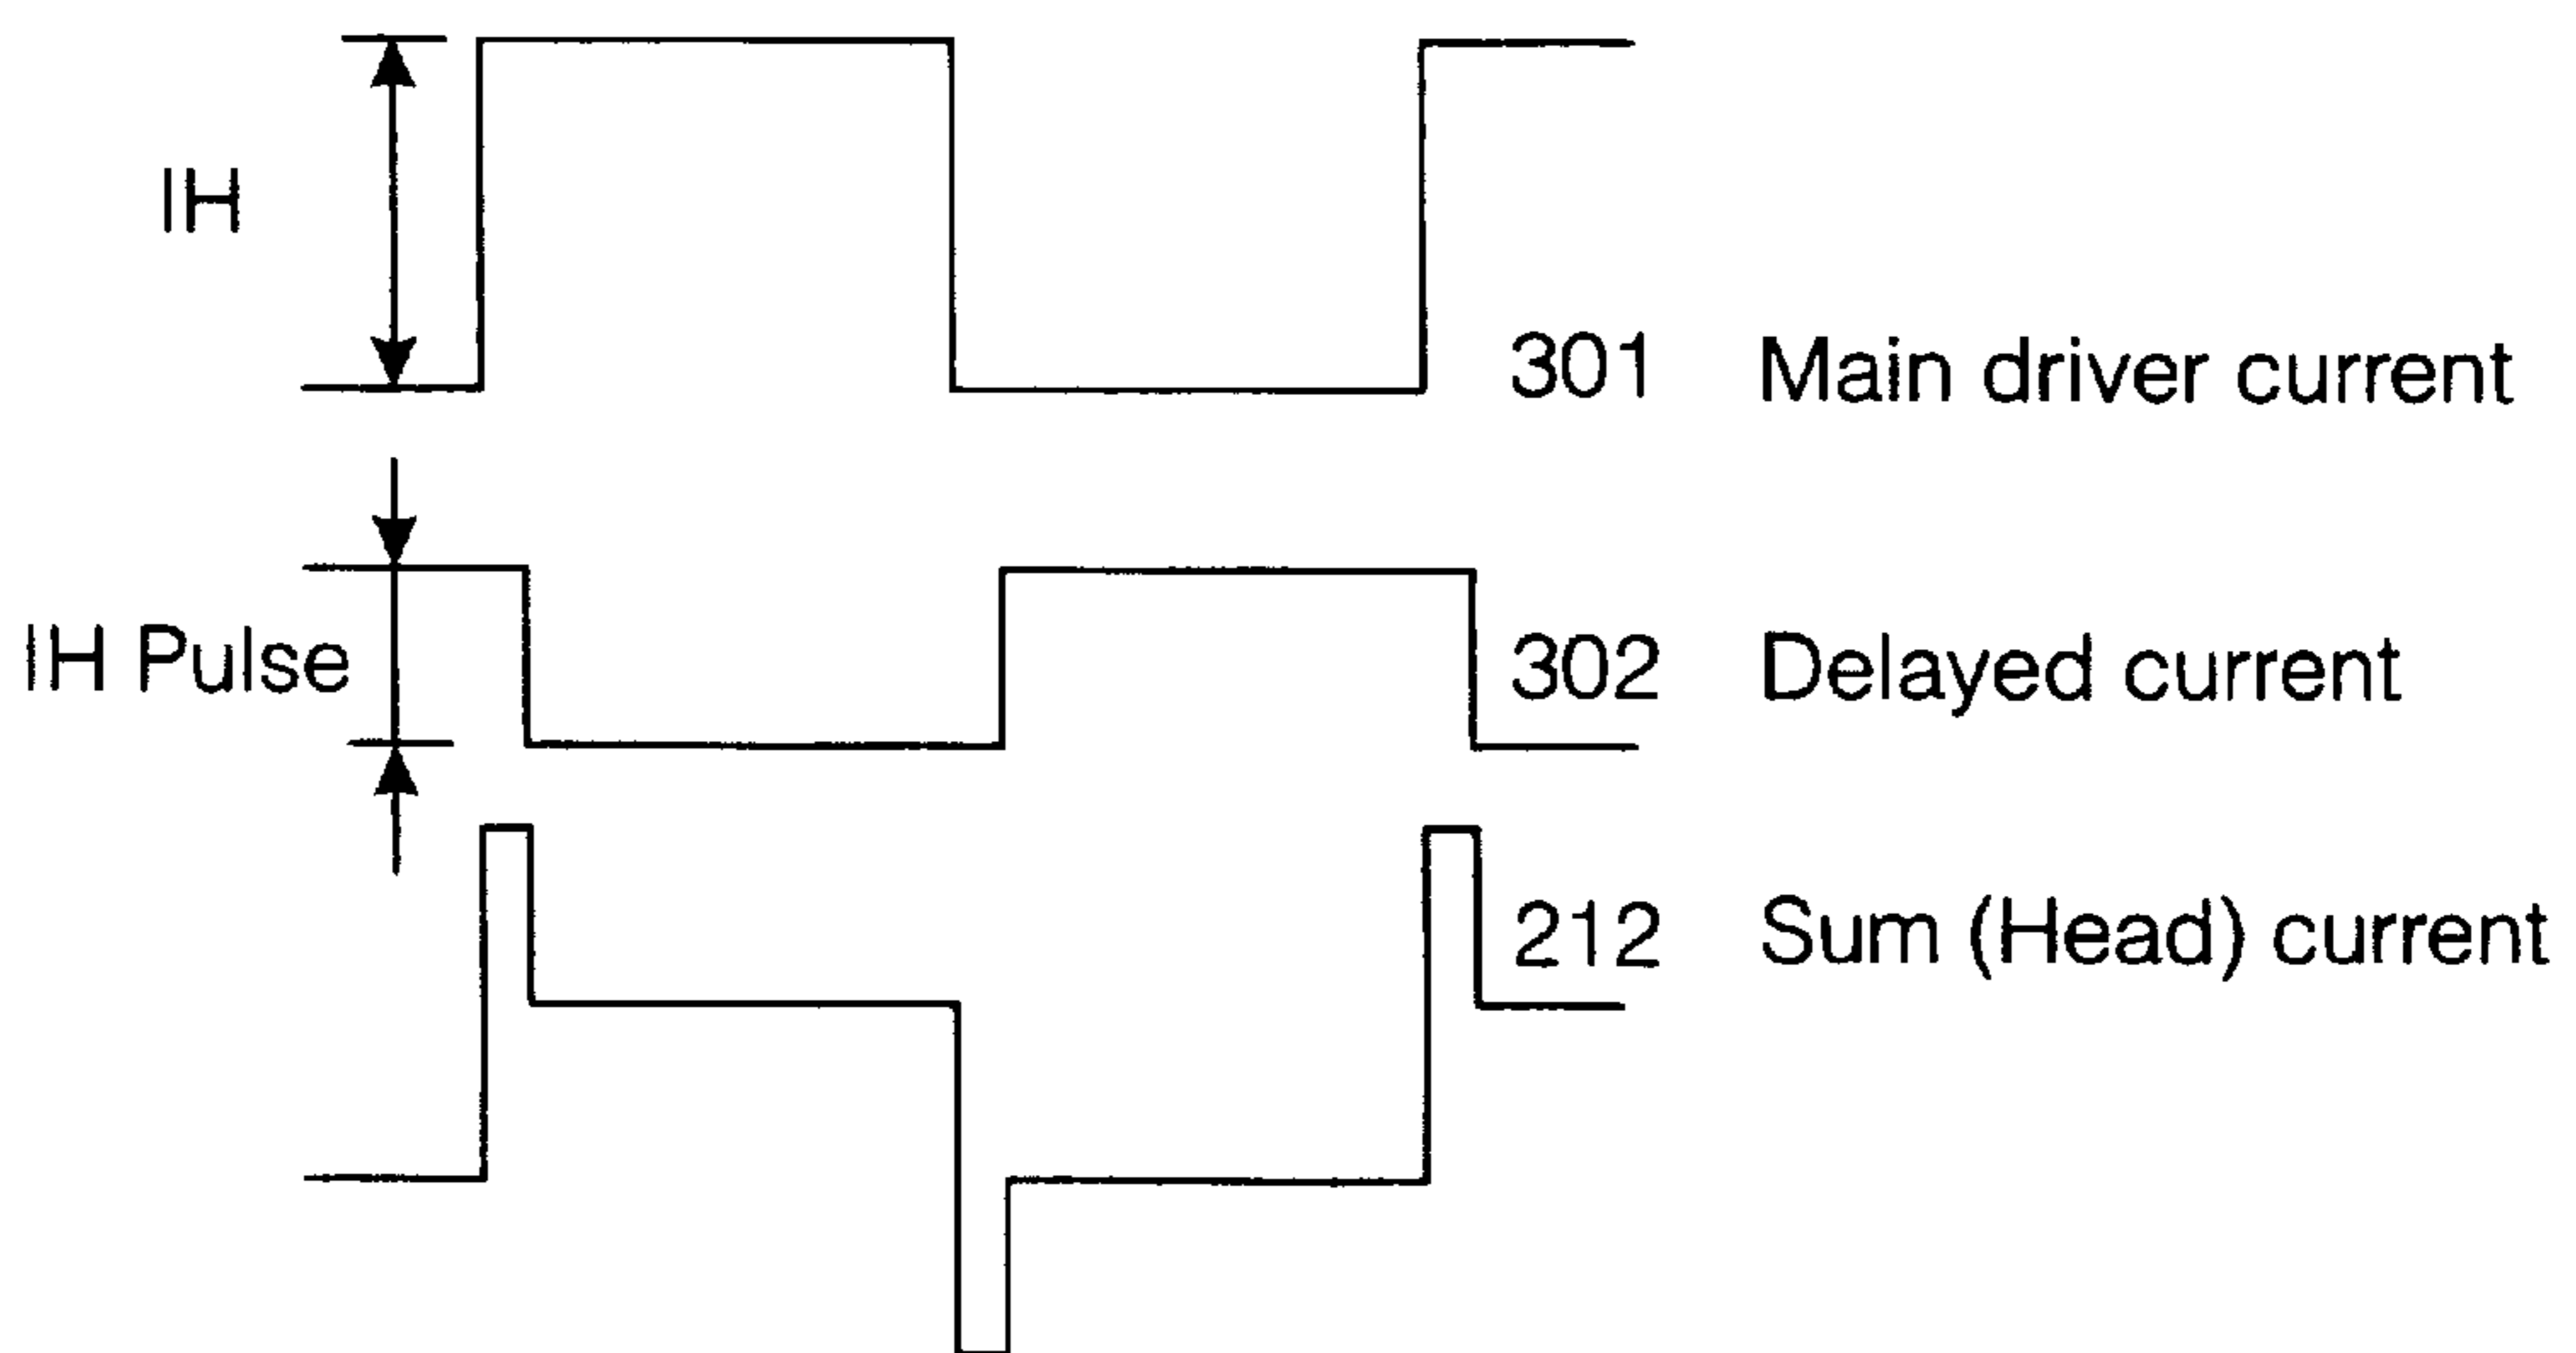 IH
301 Main driver current
IH Pulse
302 Delayed current
212 Sum (Head) current